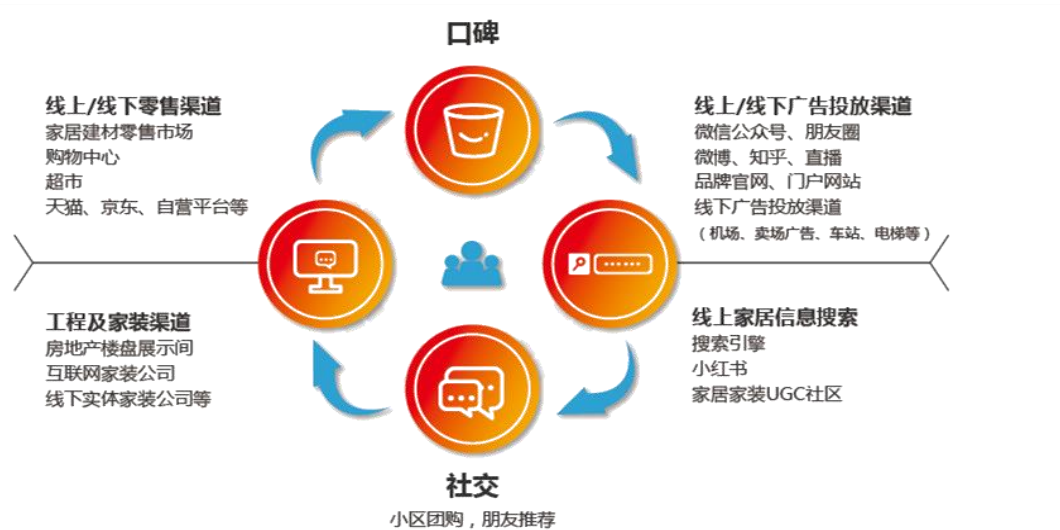 口碑
线上/线下零售渠道
家居建材零售市场
购物中心
超市
天猫、京东、自营平台等
线上/线下广告投放渠道
微信公众号、朋友圈
微博、知乎、直播
品牌官网、门户网站
线下广告投放渠道
（机场、卖场广告、车站、电梯等）
工程及家装渠道
房地产楼盘展示间
互联网家装公司
线下实体家装公司等
线上家居信息搜索
搜索引擎
小红书
家居家装UGC社区
社交
小区团购，朋友推荐